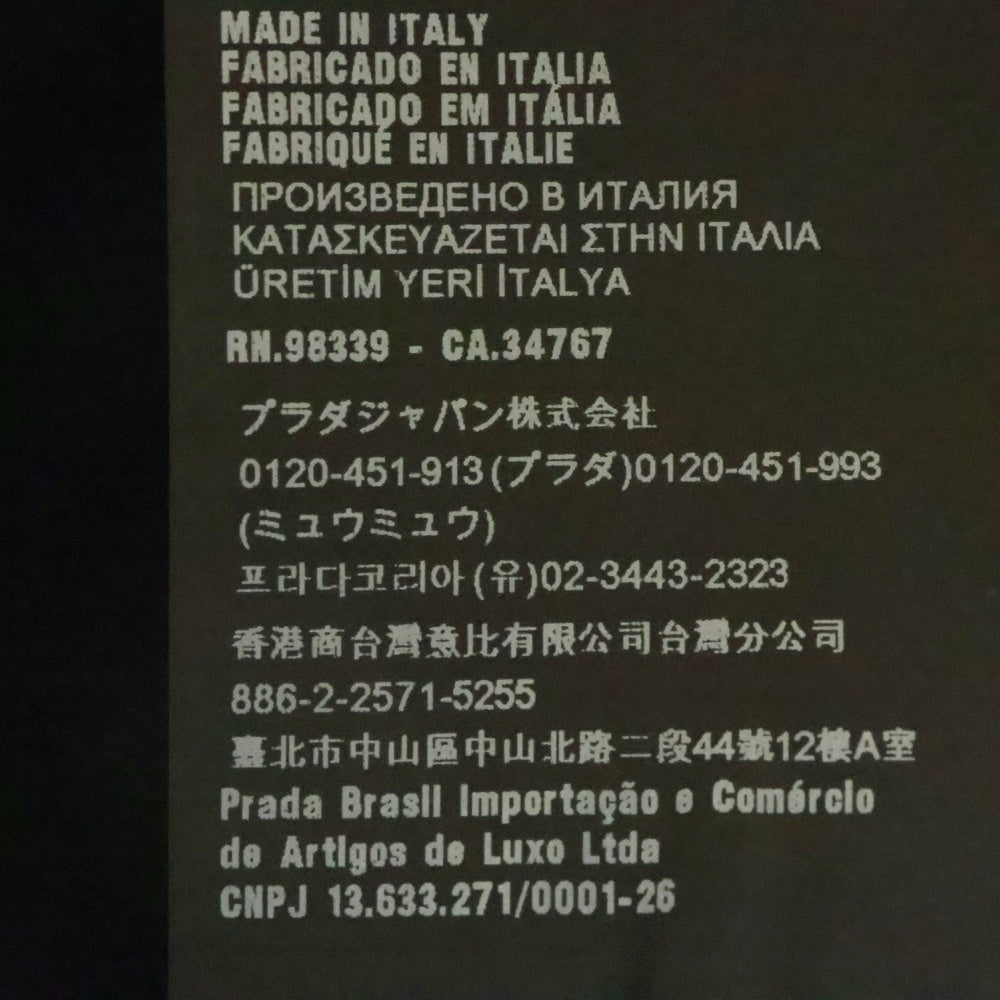 MADE IN ITALY
FABRICADO EN ITALIA
FABRICADO EM ITÁLIA
FABRIQUÉ EN ITALIE
ПРОИЗВЕДЕНО В ИТАЛИЯ
ΚΑΤΑΣΚΕΥΑΖΕΤΑΙ ΣΤΗΝ ΙΤΑΛΙΑ
ÜRETİM YERİ İTALYA
RN.98339 - CA.34767
プラダジャパン株式会社
0120-451-913(プラダ)0120-451-993
(ミュウミュウ)
프라다코리아(유)02-3443-2323
香港商台灣意比有限公司台灣分公司
886-2-2571-5255
臺北市中山區中山北路二段44號12樓A室
Prada Brasil Importação e Comércio
de Artigos de Luxo Ltda
CNPJ 13.633.271/0001-26